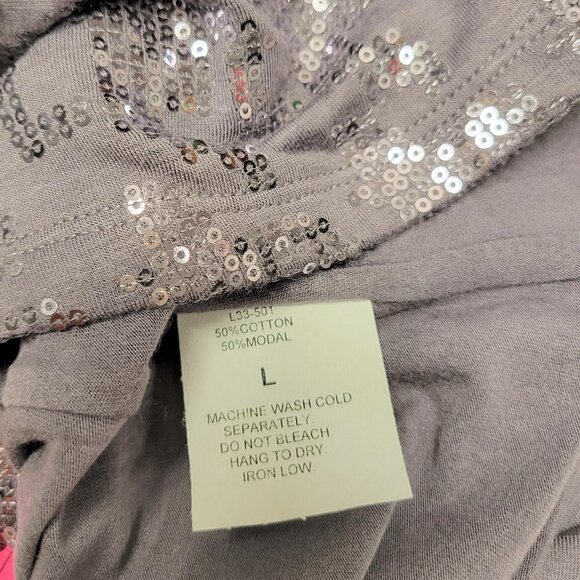 L33-501
50%COTTON
50%MODAL
L
MACHINE WASH COLD
SEPARATELY.
DO NOT BLEACH.
HANG TO DRY.
IRON LOW.